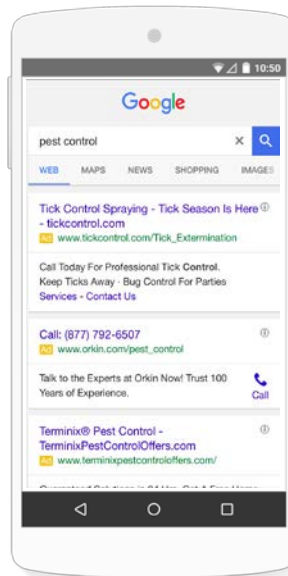 10:50
Google
pest control
WEB MAPS NEWS SHOPPING IMAGES
Tick Control Spraying - Tick Season Is Here
- tickcontrol.com
Ad www.tickcontrol.com/Tick_Extermination
Call Today For Professional Tick Control.
Keep Ticks Away · Bug Control For Parties
Services - Contact Us
Call: (877) 792-6507
Ad www.orkin.com/pest_control
Talk to the Experts at Orkin Now! Trust 100
Years of Experience.
Call
Terminix® Pest Control -
TerminixPestControlOffers.com
Ad www.terminixpestcontroloffers.com/